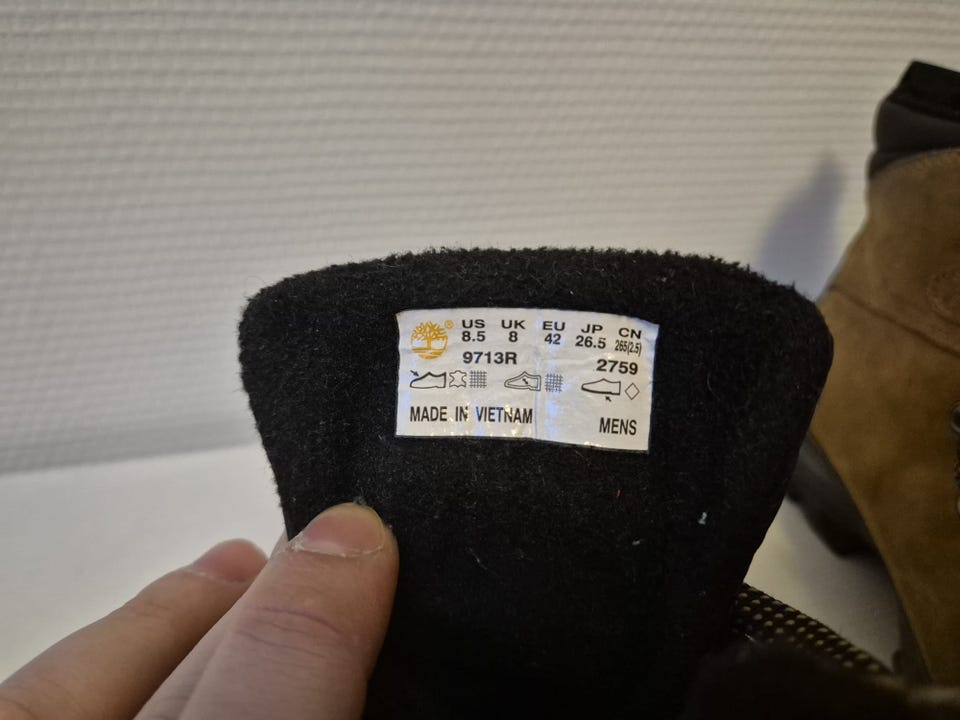 ® US UK EU JP CN
8.5 8 42 26.5 265(2.5)
9713R 2759
MADE IN VIETNAM MENS